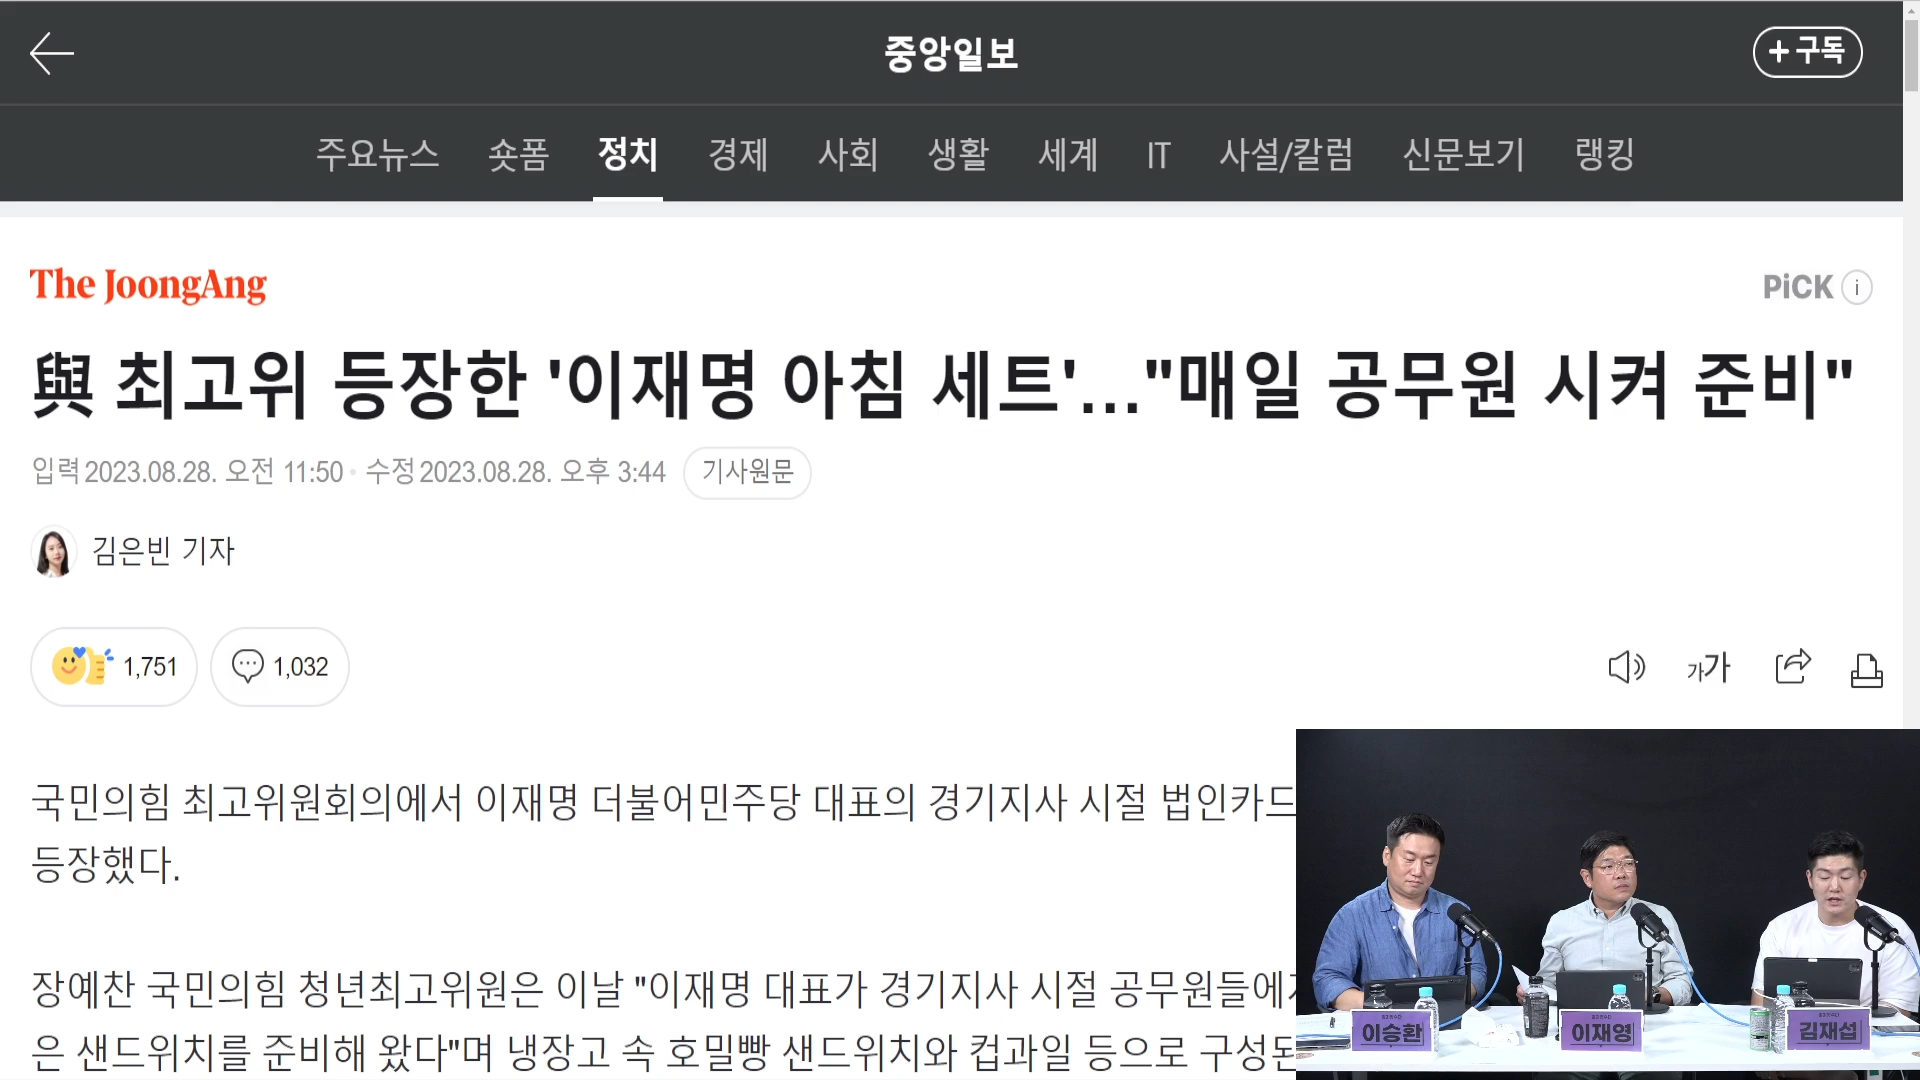 중앙일보
+ 구독
주요뉴스 숏폼 정치 경제 사회 생활 세계 IT 사설/칼럼 신문보기 랭킹
The JoongAng
PiCK i
與 최고위 등장한 '이재명 아침 세트'..."매일 공무원 시켜 준비"
입력 2023.08.28. 오전 11:50 · 수정 2023.08.28. 오후 3:44 기사원문
김은빈 기자
1,751 1,032
가가
국민의힘 최고위원회의에서 이재명 더불어민주당 대표의 경기지사 시절 법인카드
등장했다.
장예찬 국민의힘 청년최고위원은 이날 "이재명 대표가 경기지사 시절 공무원들에
은 샌드위치를 준비해 왔다"며 냉장고 속 호밀빵 샌드위치와 컵과일 등으로 구성된
이승환
이재영
김재섭